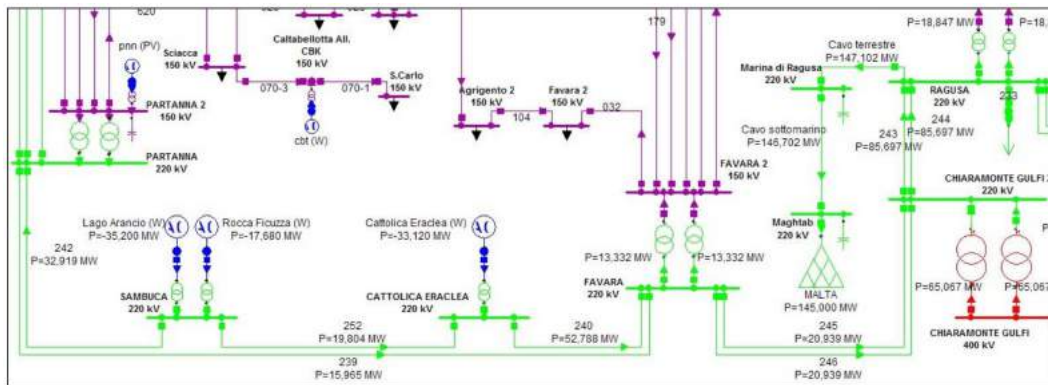 620
179
P=18,847 MW
P=18,
pnn (PV)
Sciacca
150 kV
Caltabellotta All.
CBK
150 kV
Cavo terrestre
P=147,102 MW
Marina di Ragusa
220 kV
070-3
070-1
S.Carlo
150 kV
Agrigento 2
150 kV
Favara 2
150 kV
RAGUSA
220 kV
PARTANNA 2
150 kV
104
032
244
P=85,697 MW
243
P=85,697 MW
cbt (W)
Cavo sottomarino
P=146,702 MW
PARTANNA
220 kV
FAVARA 2
150 kV
CHIARAMONTE GULFI
220 kV
Lago Arancio (W)
P=-35,200 MW
Rocca Ficuzza (W)
P=-17,680 MW
Cattolica Eraclea (W)
P=-33,120 MW
Maghtab
220 kV
242
P=32,919 MW
P=13,332 MW
P=13,332 MW
SAMBUCA
220 kV
CATTOLICA ERACLEA
220 kV
FAVARA
220 kV
MALTA
P=145,000 MW
P=65,067 MW
P=65,067
252
P=19,804 MW
240
P=52,788 MW
245
P=20,939 MW
CHIARAMONTE GULFI
400 kV
239
P=15,965 MW
246
P=20,939 MW